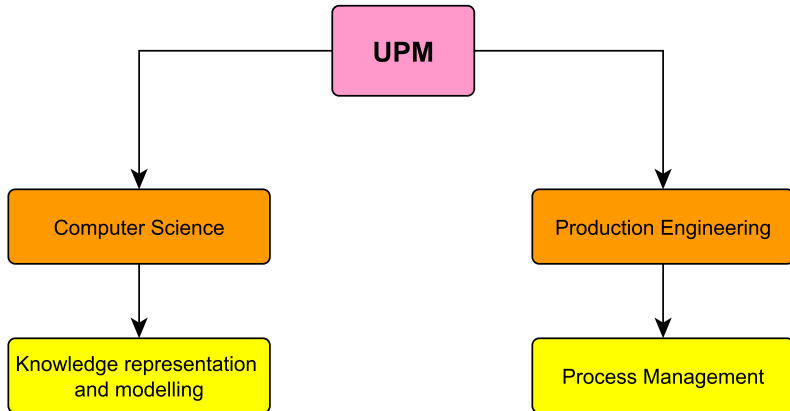 UPM
Computer Science
Production Engineering
Knowledge representation
and modelling
Process Management